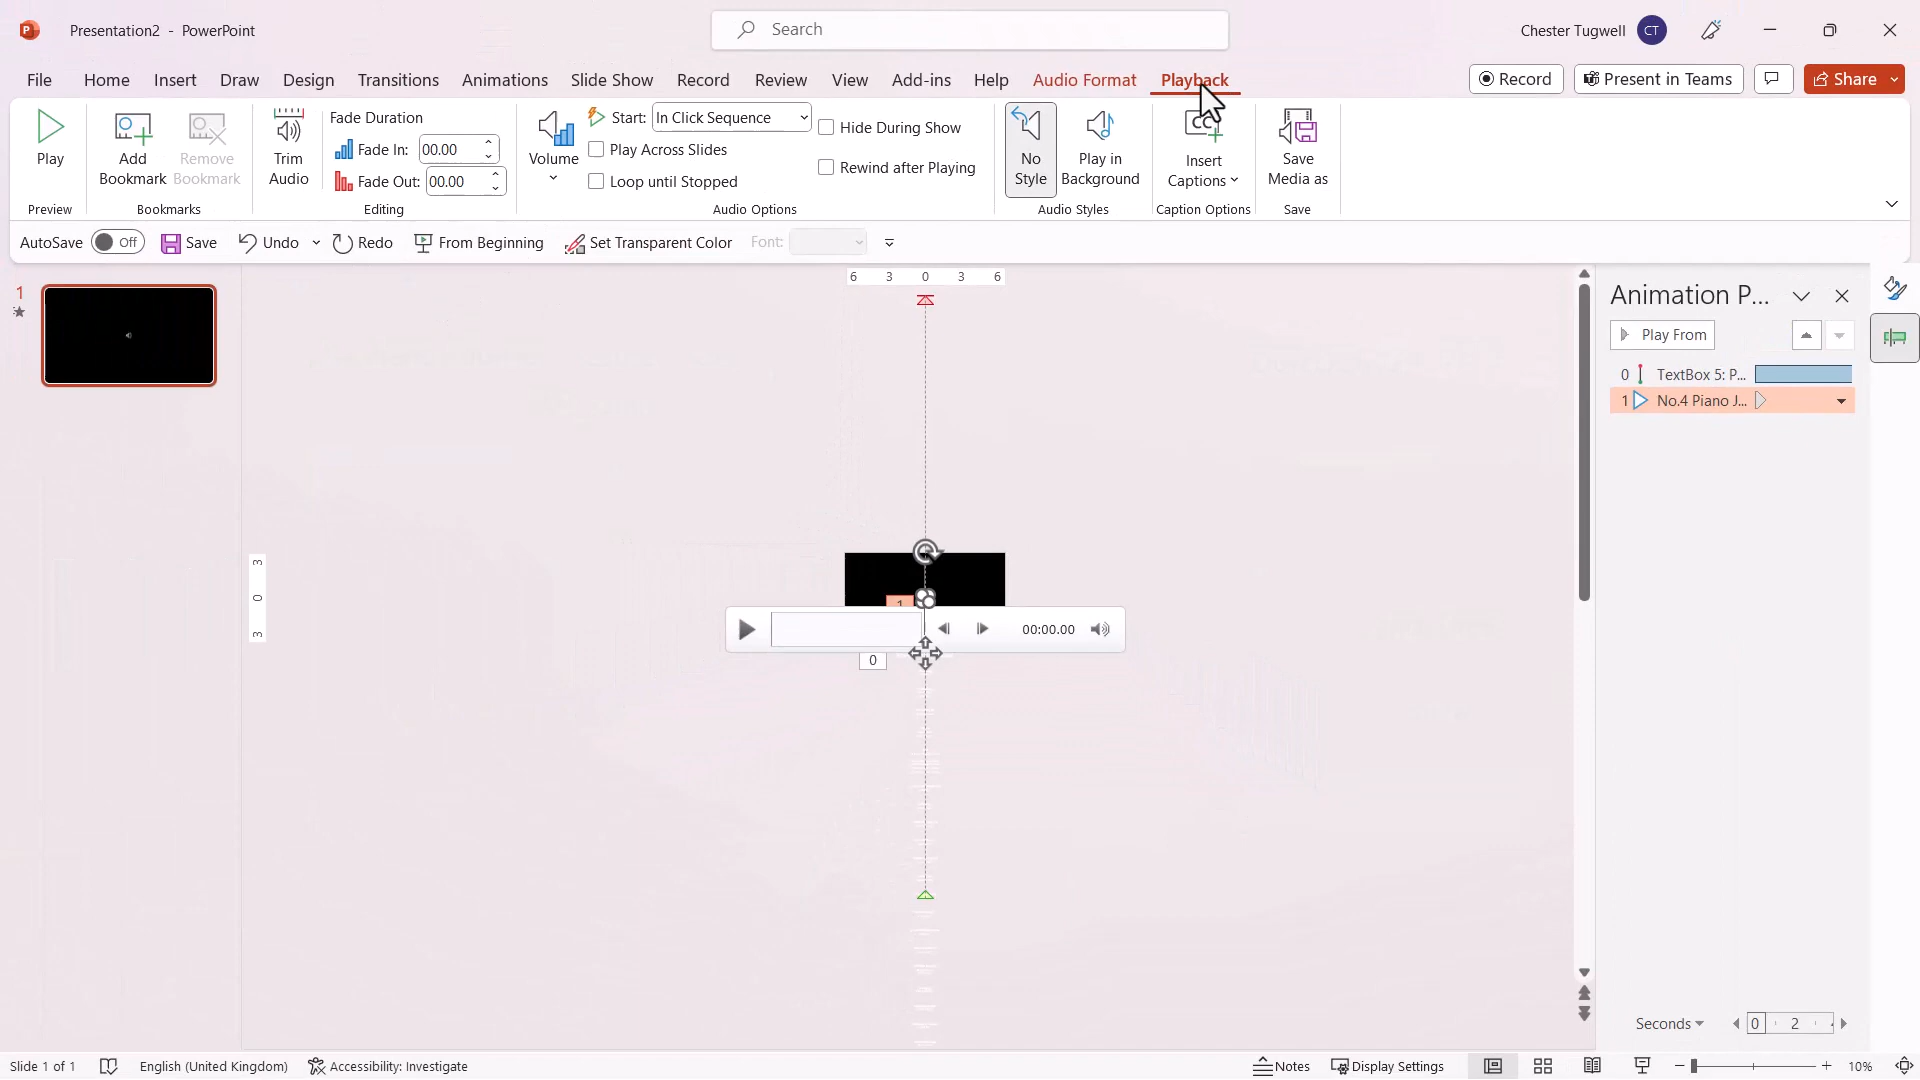 Presentation2 - PowerPoint
Search
Chester Tugwell CT
File Home Insert Draw Design Transitions Animations Slide Show Record Review View Add-ins Help Audio Format Playback
Record Present in Teams Share
Play
Add Bookmark
Remove Bookmark
Trim Audio
Fade Duration
Fade In: 00.00
Fade Out: 00.00
Volume
Start: In Click Sequence
Play Across Slides
Loop until Stopped
Hide During Show
Rewind after Playing
No Style
Play in Background
CC
Insert Captions
Save Media as
Preview Bookmarks Editing Audio Options Audio Styles Caption Options Save
AutoSave Off Save Undo Redo From Beginning Set Transparent Color Font:
1
6 3 0 3 6
3 0 3
1
00:00.00
0
Animation P...
Play From
0 TextBox 5: P...
1 No.4 Piano J...
Seconds 0 2
Slide 1 of 1 English (United Kingdom) Accessibility: Investigate Notes Display Settings 10%